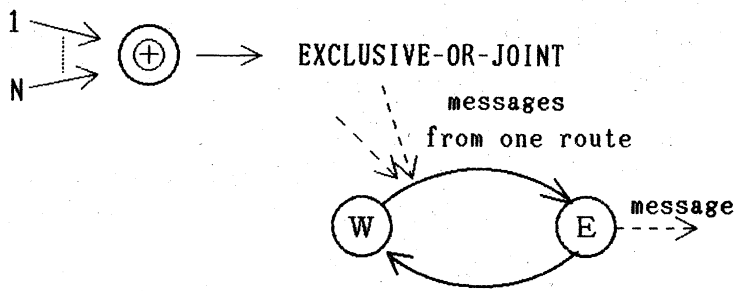 1
N
EXCLUSIVE-OR-JOINT
messages
from one route
W
E
message